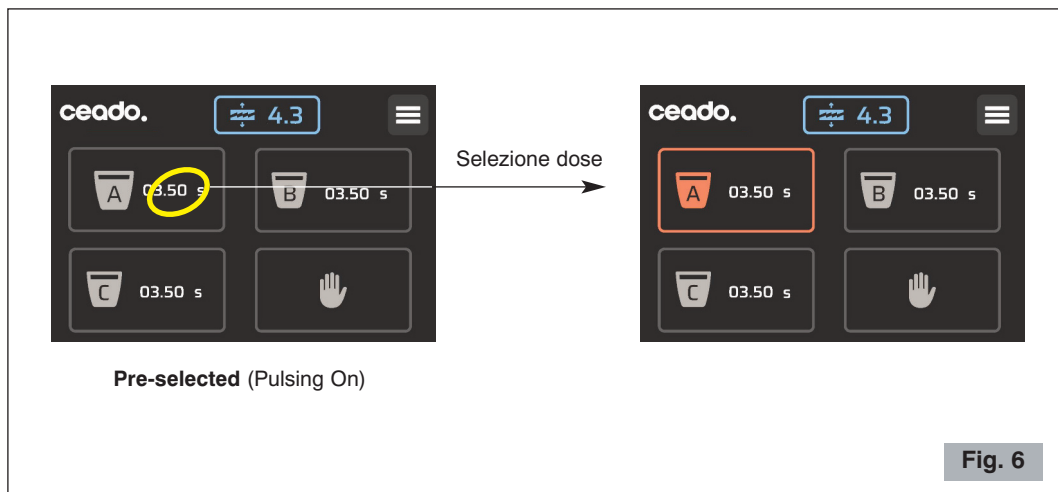 ceado. 4.3
A 03.50 s B 03.50 s
C 03.50 s
Pre-selected (Pulsing On)
Selezione dose
ceado. 4.3
A 03.50 s B 03.50 s
C 03.50 s
Fig. 6